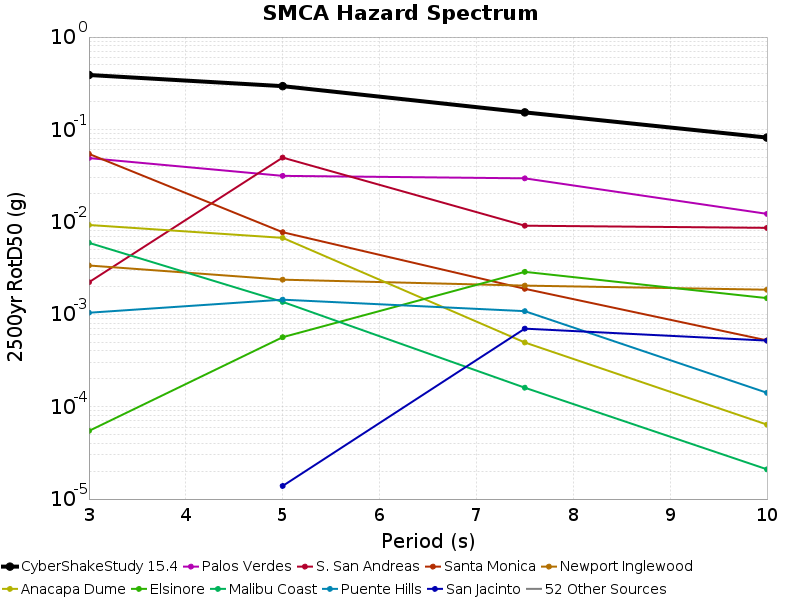 SMCA Hazard Spectrum
10^0
10^-1
10^-2
10^-3
10^-4
10^-5
2500yr RotD50 (g)
3 4 5 6 7 8 9 10
Period (s)
CyberShakeStudy 15.4 Palos Verdes S. San Andreas Santa Monica Newport Inglewood
Anacapa Dume Elsinore Malibu Coast Puente Hills San Jacinto 52 Other Sources